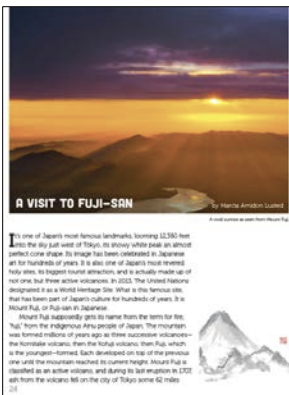 A VISIT TO FUJI-SAN
by Marcia Amidon Lusted
A vivid sunrise as seen from Mount Fuji
It's one of Japan's most famous landmarks, looming 12,380 feet
into the sky just west of Tokyo, its snowy white peak an almost
perfect cone shape. Its image has been celebrated in Japanese
art for hundreds of years. It is also one of Japan's most revered
holy sites, its biggest tourist attraction, and is actually made up of
not one, but three active volcanoes. In 2013, The United Nations
designated it as a World Heritage Site. What is this famous site,
that has been part of Japan's culture for hundreds of years. It is
Mount Fuji, or Fuji-san in Japanese.
Mount Fuji supposedly gets its name from the term for fire,
"fuji," from the indigenous Ainu people of Japan. The mountain
was formed millions of years ago as three successive volcanoes—
the Komitake volcano, then the Kofuji volcano, then Fuji, which
is the youngest-formed. Each developed on top of the previous
one until the mountain reached its current height. Mount Fuji is
classified as an active volcano, and during its last eruption in 1707,
ash from the volcano fell on the city of Tokyo some 62 miles
24